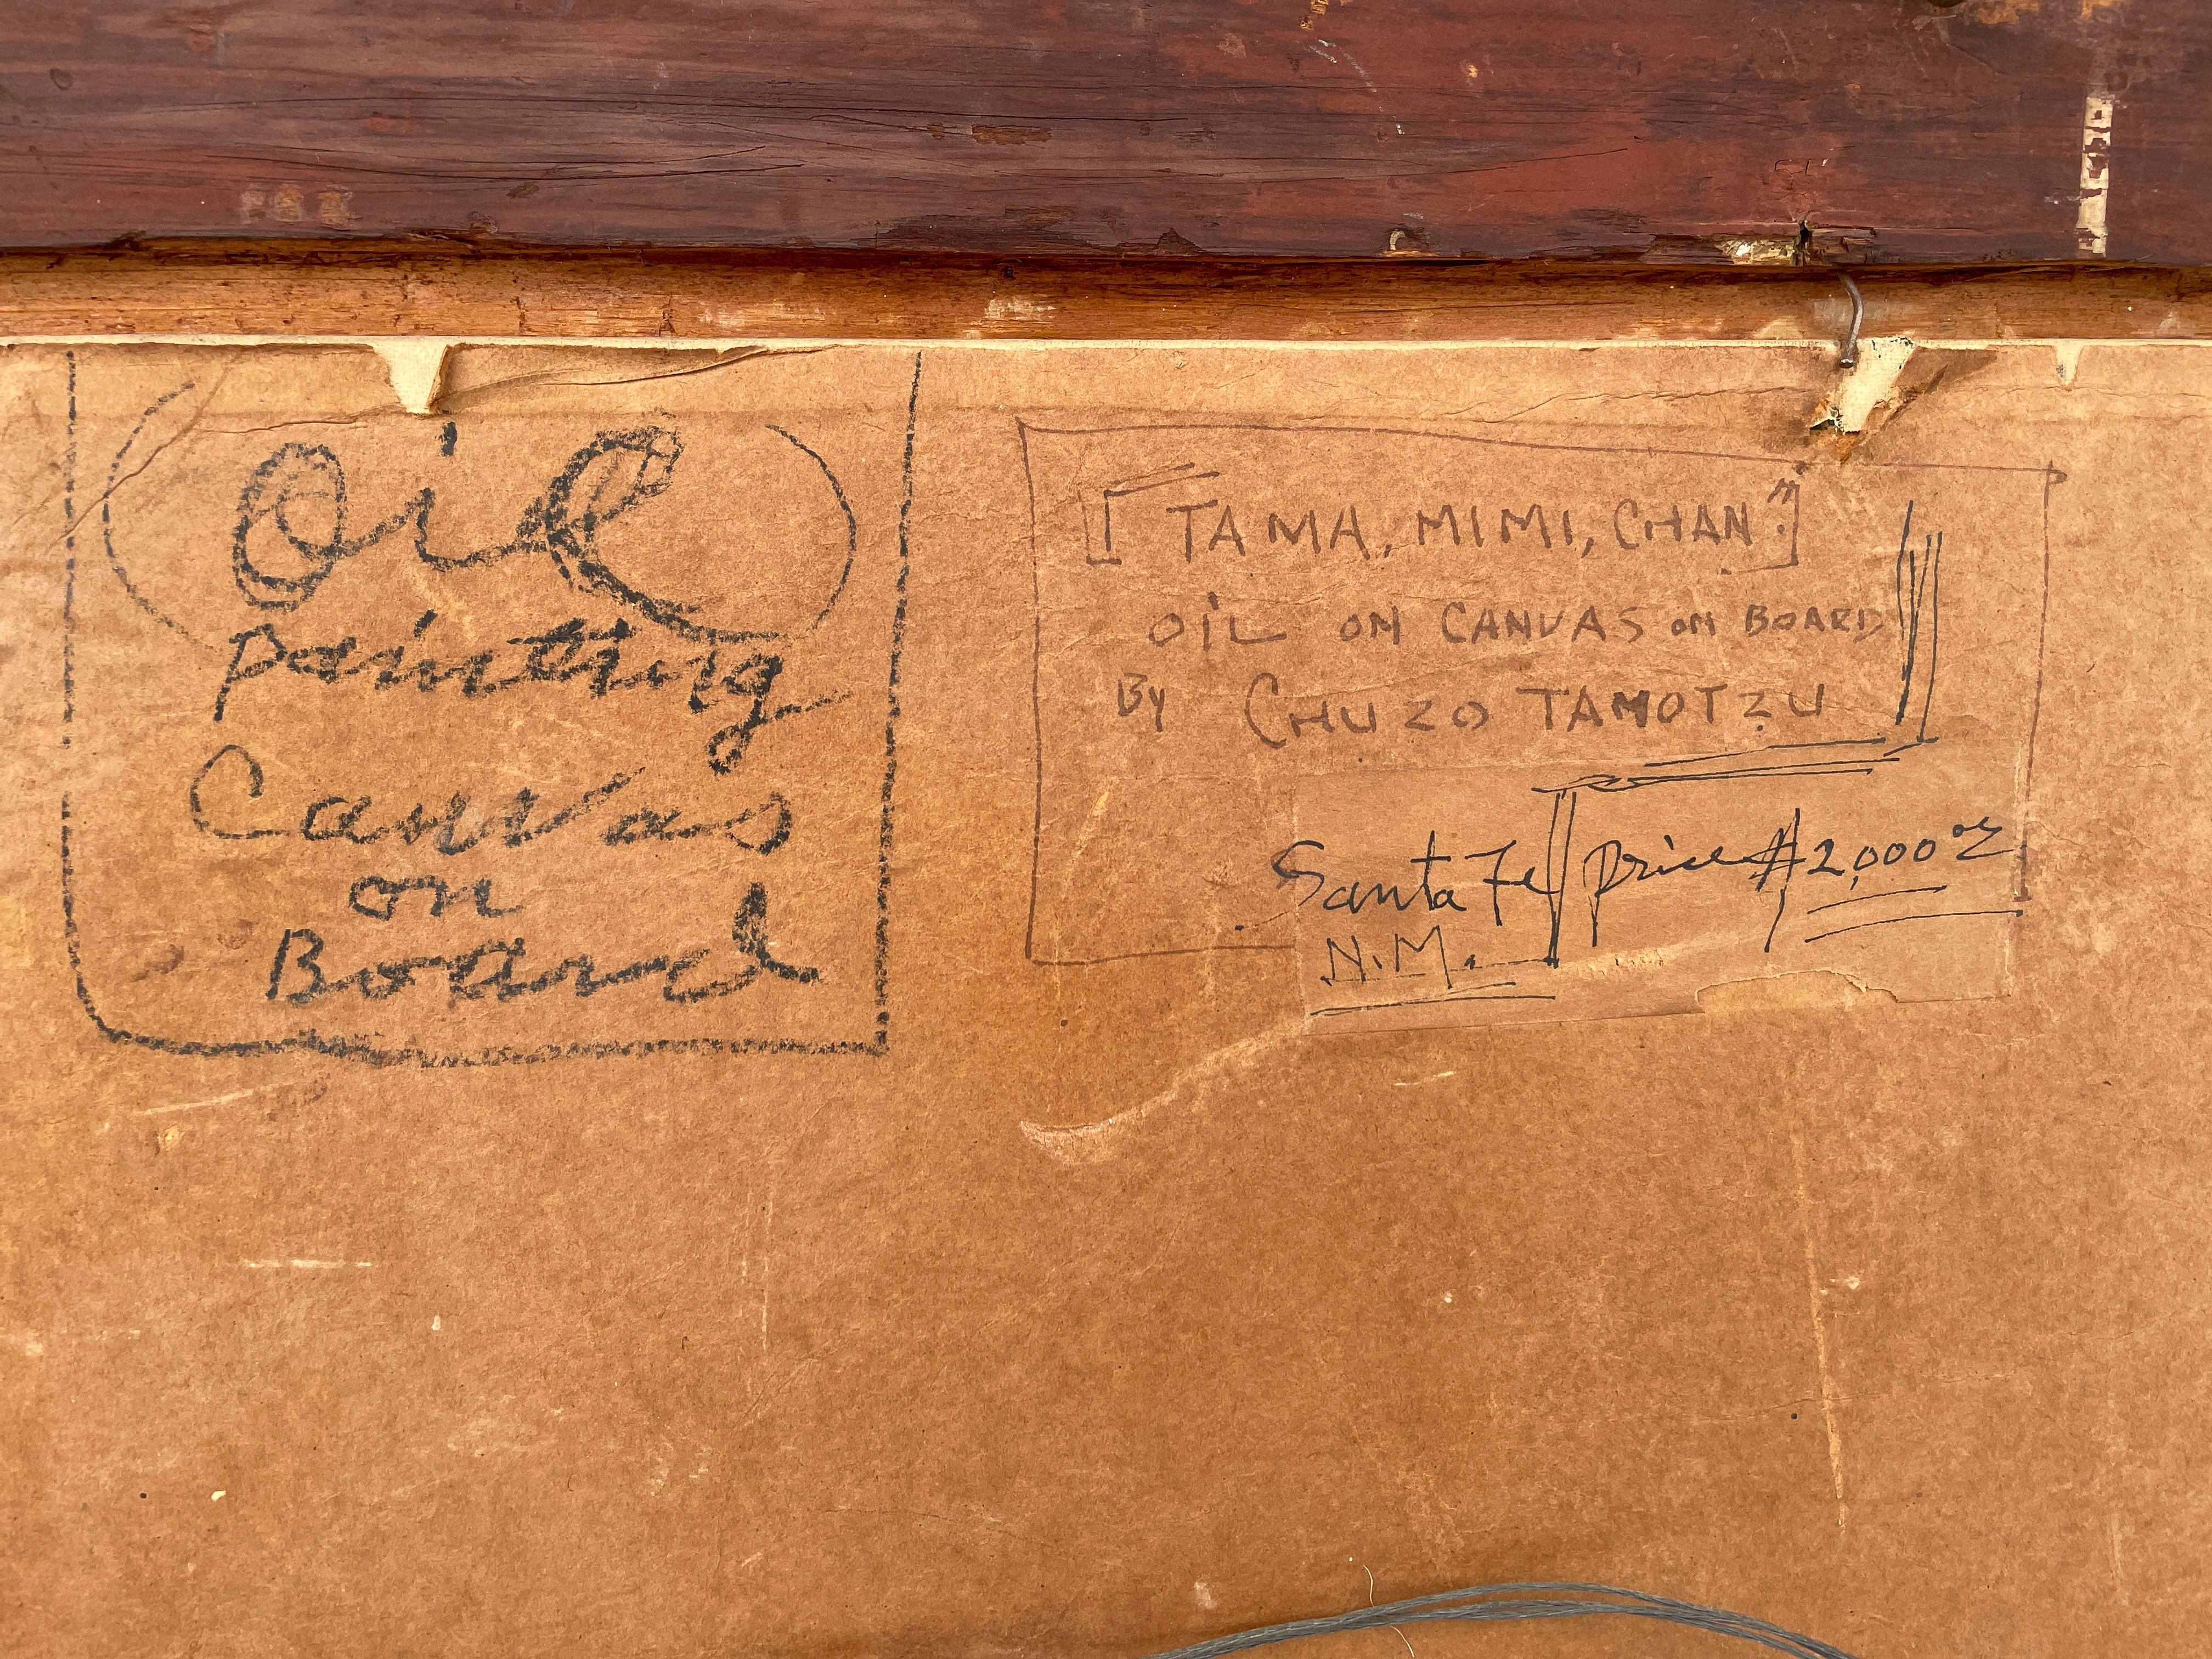 Oil
painting
Canvas
on
Board
["TAMA, MIMI, CHAN"]
OIL ON CANVAS ON BOARD
By CHUZO TAMOTZU
Santa Fe
N.M.
price $2,000